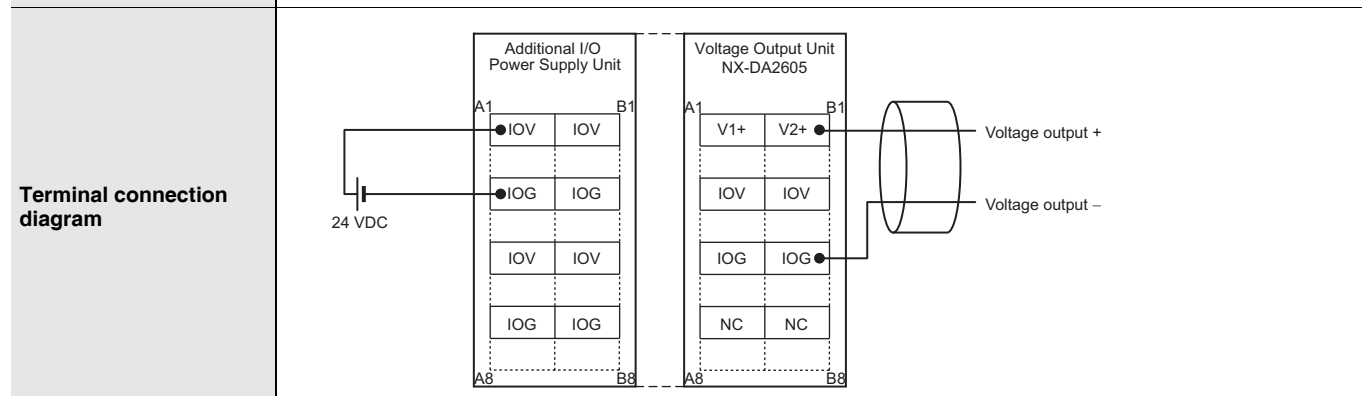 Terminal connection
diagram
Additional I/O
Power Supply Unit
A1 B1
IOV IOV
IOG IOG
IOV IOV
IOG IOG
A8 B8
24 VDC
Voltage Output Unit
NX-DA2605
A1 B1
V1+ V2+
IOV IOV
IOG IOG
NC NC
A8 B8
Voltage output +
Voltage output –